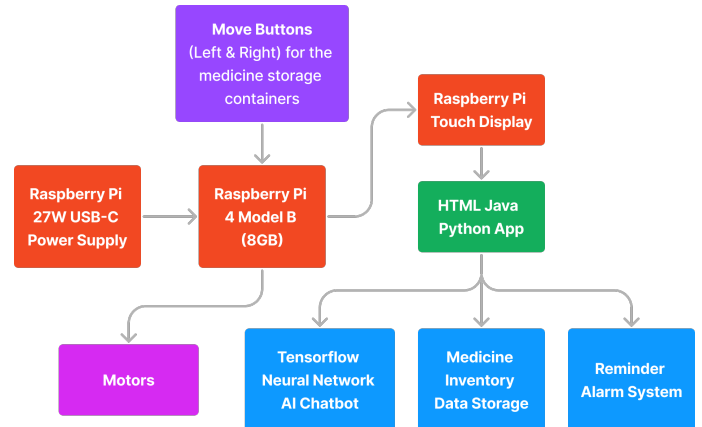 Move Buttons
(Left & Right) for the
medicine storage
containers
Raspberry Pi
Touch Display
Raspberry Pi
27W USB-C
Power Supply
Raspberry Pi
4 Model B
(8GB)
HTML Java
Python App
Motors
Tensorflow
Neural Network
AI Chatbot
Medicine
Inventory
Data Storage
Reminder
Alarm System